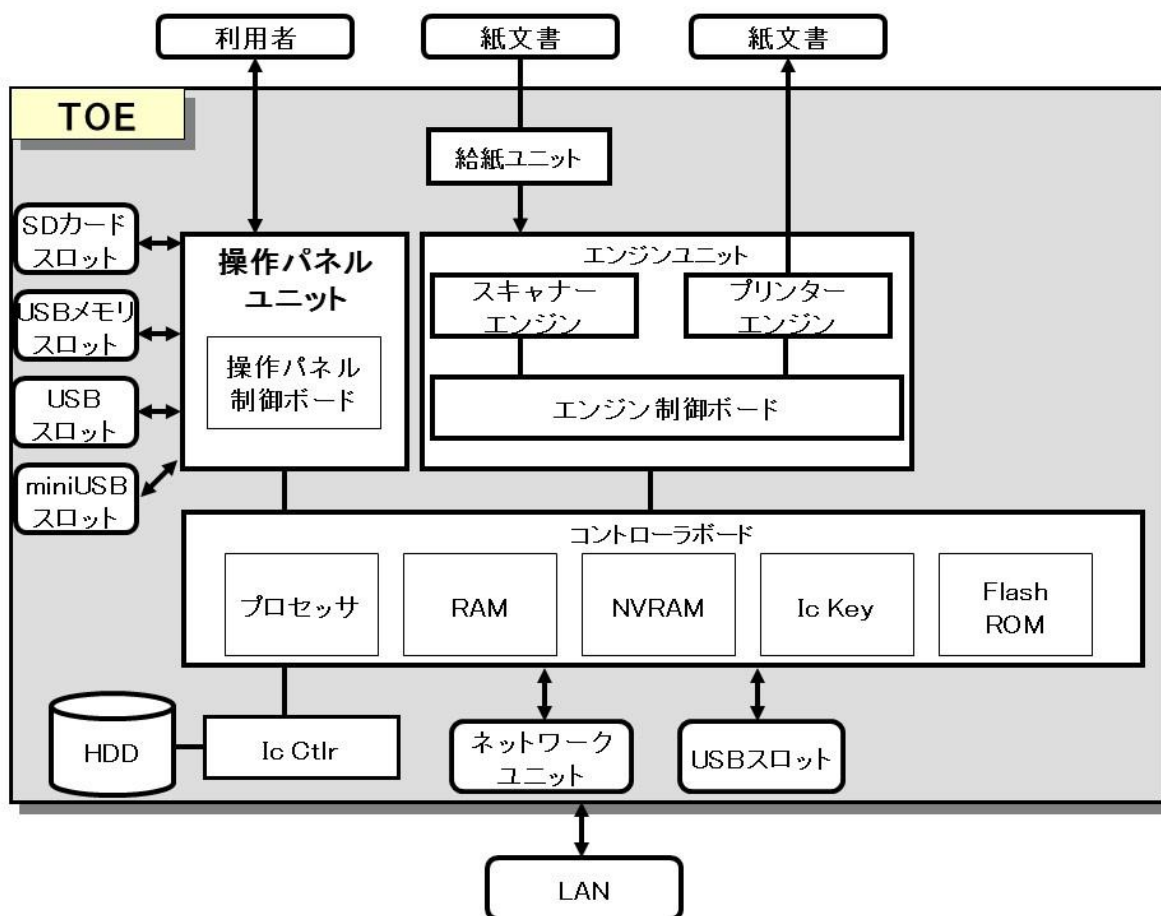 利用者
紙文書
紙文書
TOE
給紙ユニット
SDカード
スロット
USBメモリ
スロット
USB
スロット
miniUSB
スロット
操作パネル
ユニット
操作パネル
制御ボード
エンジンユニット
スキャナー
エンジン
プリンター
エンジン
エンジン制御ボード
コントローラボード
プロセッサ
RAM
NVRAM
Ic Key
Flash
ROM
HDD
Ic Ctlr
ネットワーク
ユニット
USBスロット
LAN